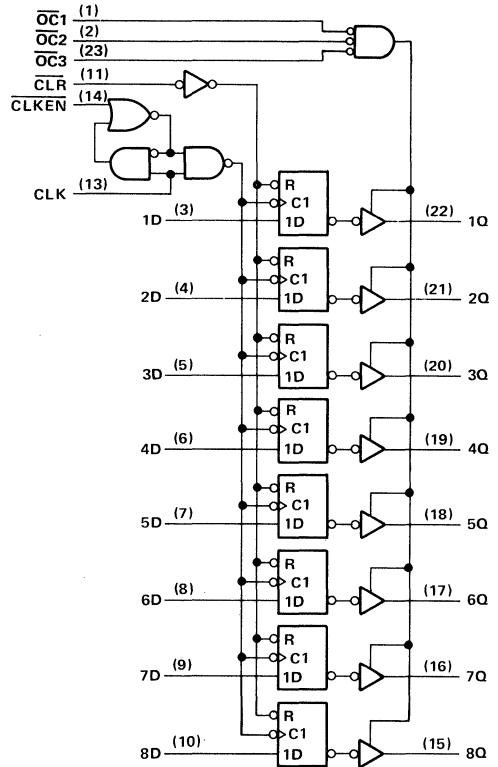 OC1 (1)
OC2 (2)
OC3 (23)
CLR (11)
CLKEN (14)
CLK (13)
R
C1
1D (3) 1D (22) 1Q
R
C1
2D (4) 1D (21) 2Q
R
C1
3D (5) 1D (20) 3Q
R
C1
4D (6) 1D (19) 4Q
R
C1
5D (7) 1D (18) 5Q
R
C1
6D (8) 1D (17) 6Q
R
C1
7D (9) 1D (16) 7Q
R
C1
8D (10) 1D (15) 8Q